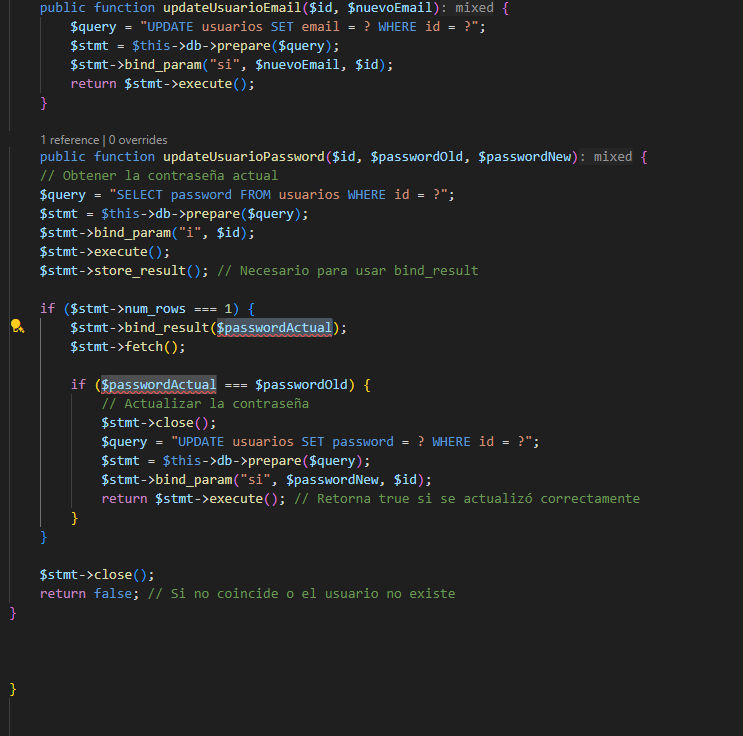 public function updateUsuarioEmail($id, $nuevoEmail): mixed {
$query = "UPDATE usuarios SET email = ? WHERE id = ?";
$stmt = $this->db->prepare($query);
$stmt->bind_param("si", $nuevoEmail, $id);
return $stmt->execute();
}
1 reference | 0 overrides
public function updateUsuarioPassword($id, $passwordOld, $passwordNew): mixed {
// Obtener la contraseña actual
$query = "SELECT password FROM usuarios WHERE id = ?";
$stmt = $this->db->prepare($query);
$stmt->bind_param("i", $id);
$stmt->execute();
$stmt->store_result(); // Necesario para usar bind_result
if ($stmt->num_rows === 1) {
$stmt->bind_result($passwordActual);
$stmt->fetch();
if ($passwordActual === $passwordOld) {
// Actualizar la contraseña
$stmt->close();
$query = "UPDATE usuarios SET password = ? WHERE id = ?";
$stmt = $this->db->prepare($query);
$stmt->bind_param("si", $passwordNew, $id);
return $stmt->execute(); // Retorna true si se actualizó correctamente
}
}
$stmt->close();
return false; // Si no coincide o el usuario no existe
}
}